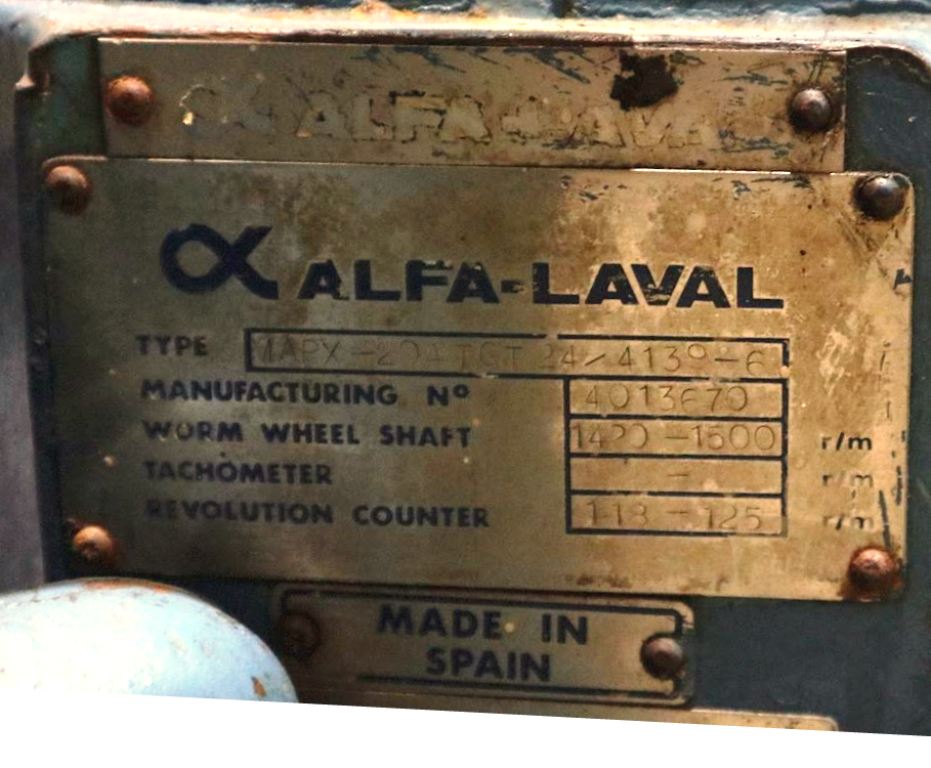 ALFA-LAVAL
ALFA-LAVAL
TYPE MAPX-204 TGT 24/4139-6
MANUFACTURING Nº 4013670
WORM WHEEL SHAFT 1420-1500 r/m
TACHOMETER - r/m
REVOLUTION COUNTER 118-125 r/m
MADE IN
SPAIN